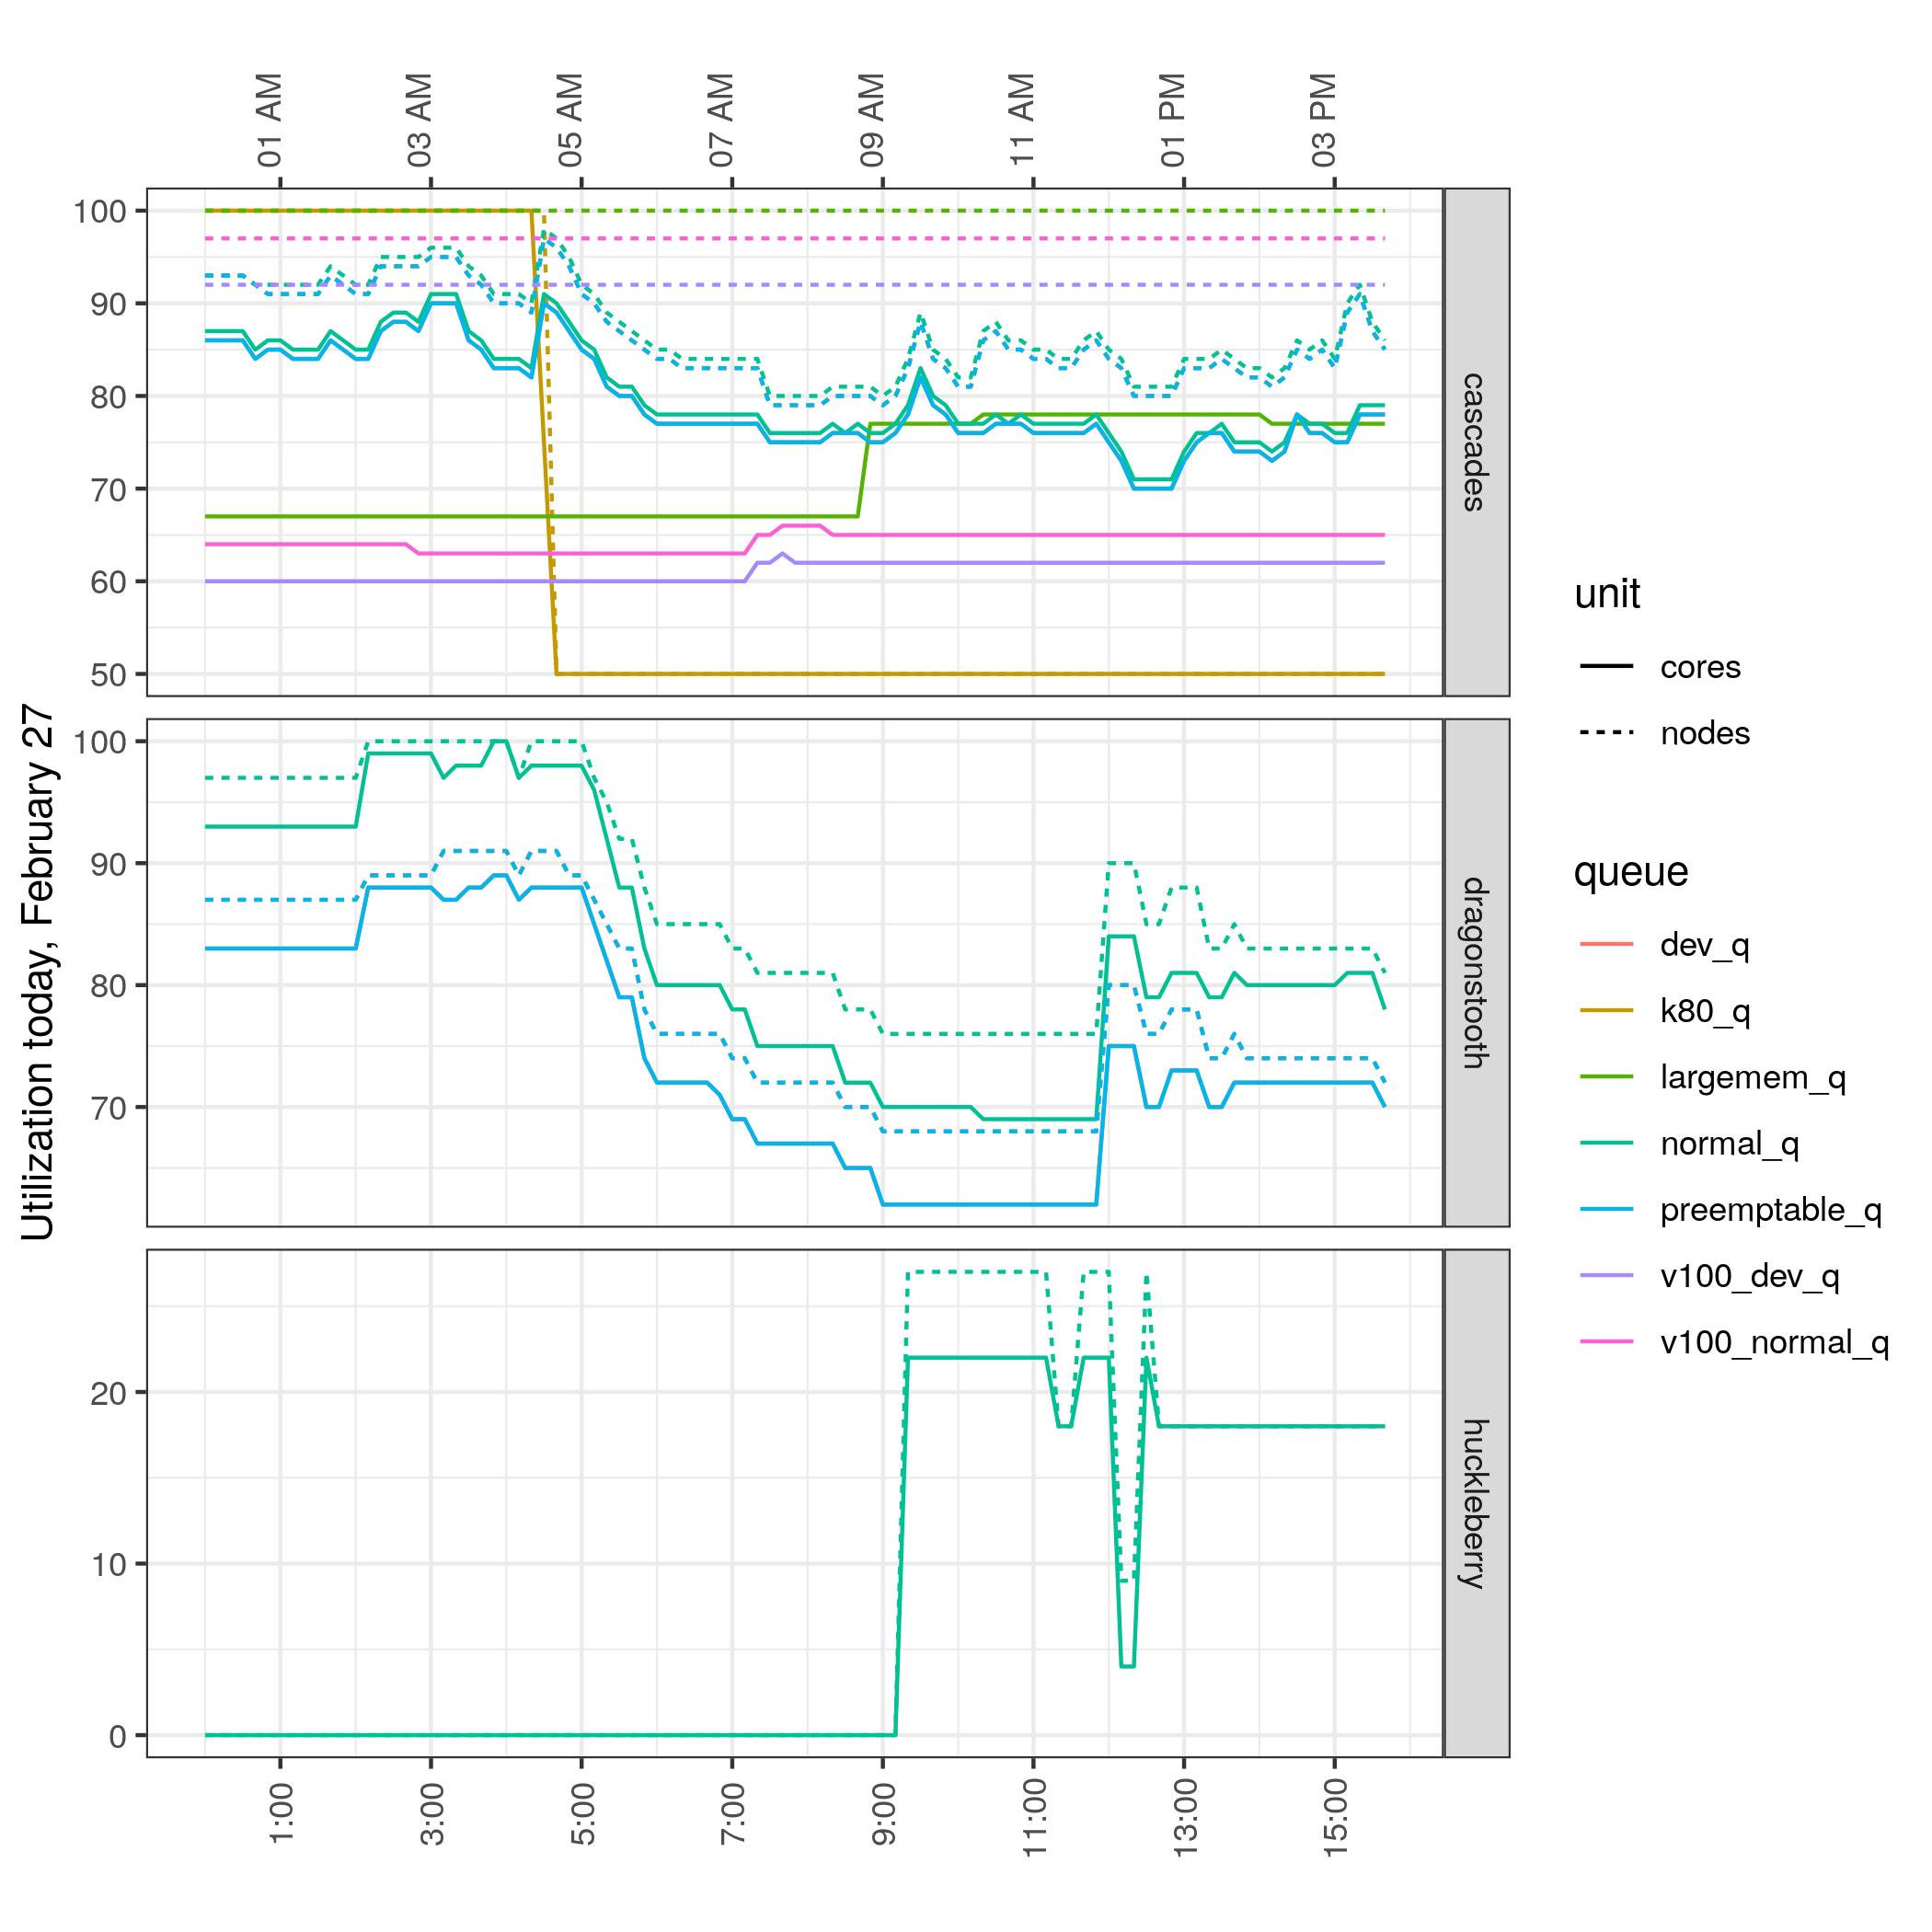 01 AM
03 AM
05 AM
07 AM
09 AM
11 AM
01 PM
03 PM
Utilization today, February 27
100
90
80
70
60
50
cascades
100
90
80
70
dragonstooth
20
10
0
huckleberry
1:00
3:00
5:00
7:00
9:00
11:00
13:00
15:00
unit
cores
nodes
queue
dev_q
k80_q
largemem_q
normal_q
preemptable_q
v100_dev_q
v100_normal_q